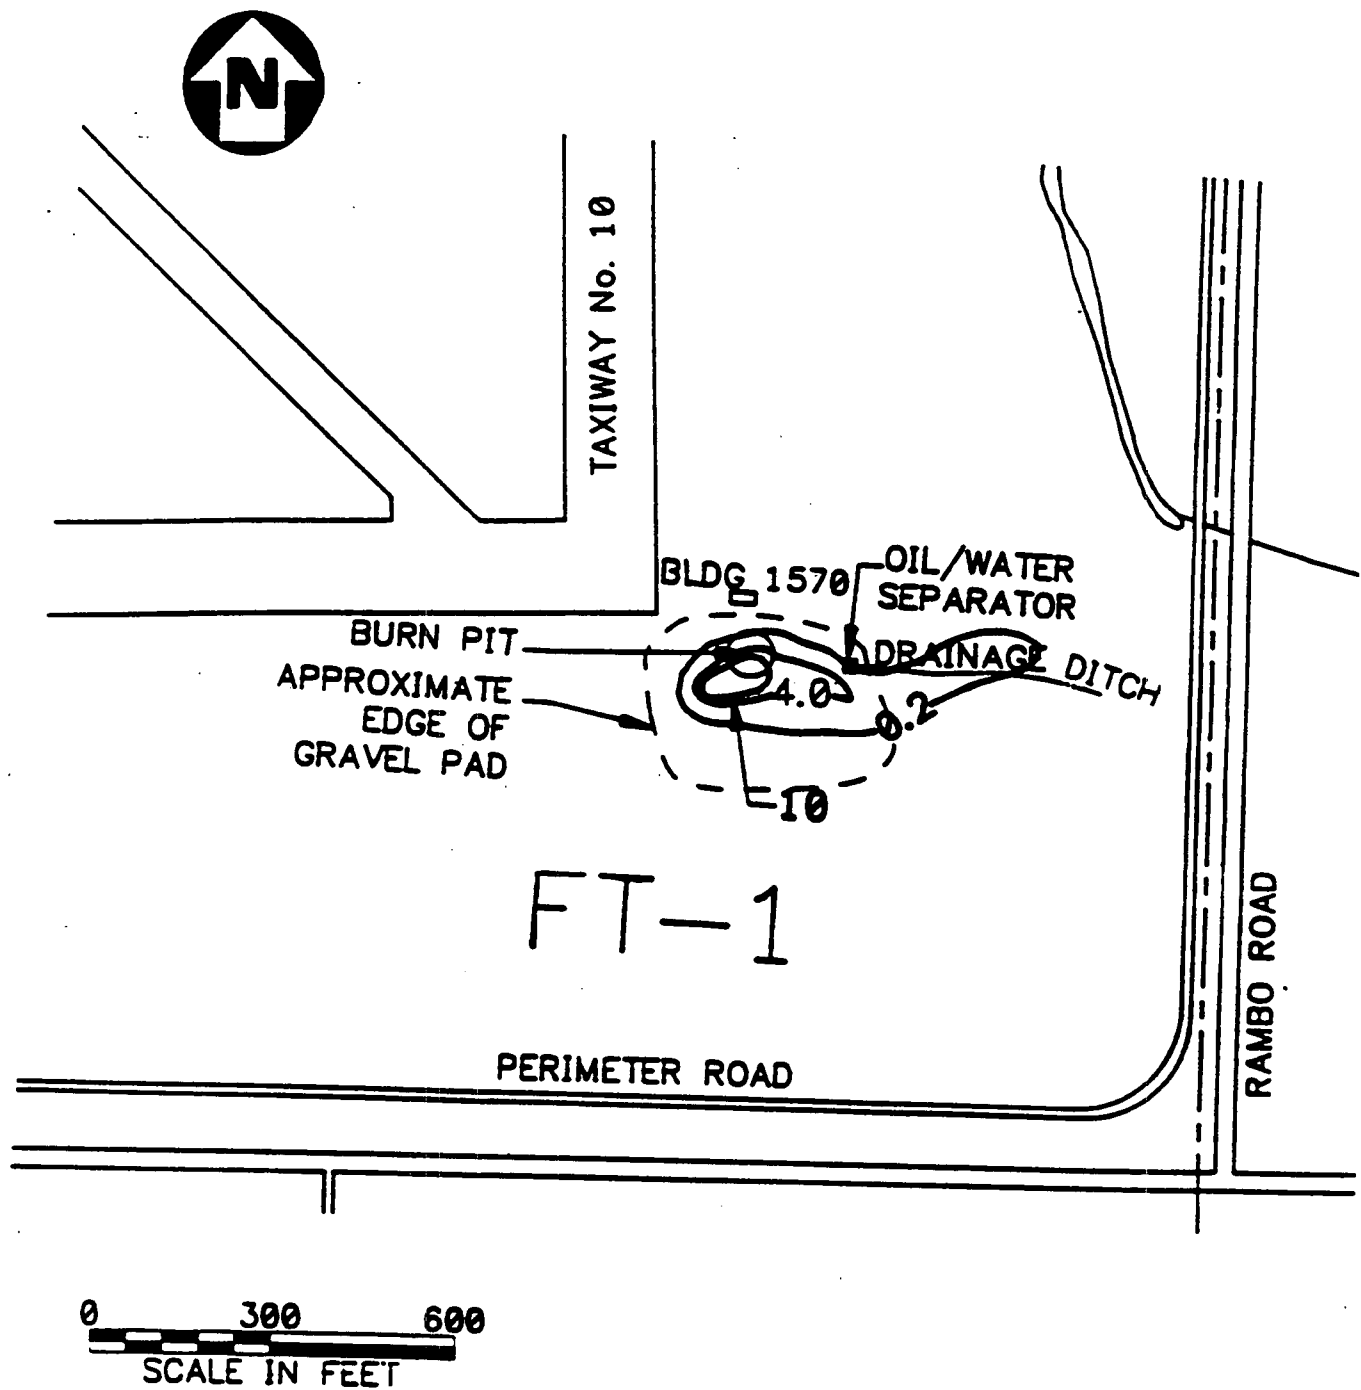 N
TAXIWAY No. 10
BLDG 1570
OIL/WATER
SEPARATOR
BURN PIT
DRAINAGE DITCH
APPROXIMATE
EDGE OF
GRAVEL PAD
4.0
0.2
10
FT-1
RAMBO ROAD
PERIMETER ROAD
0 300 600
SCALE IN FEET